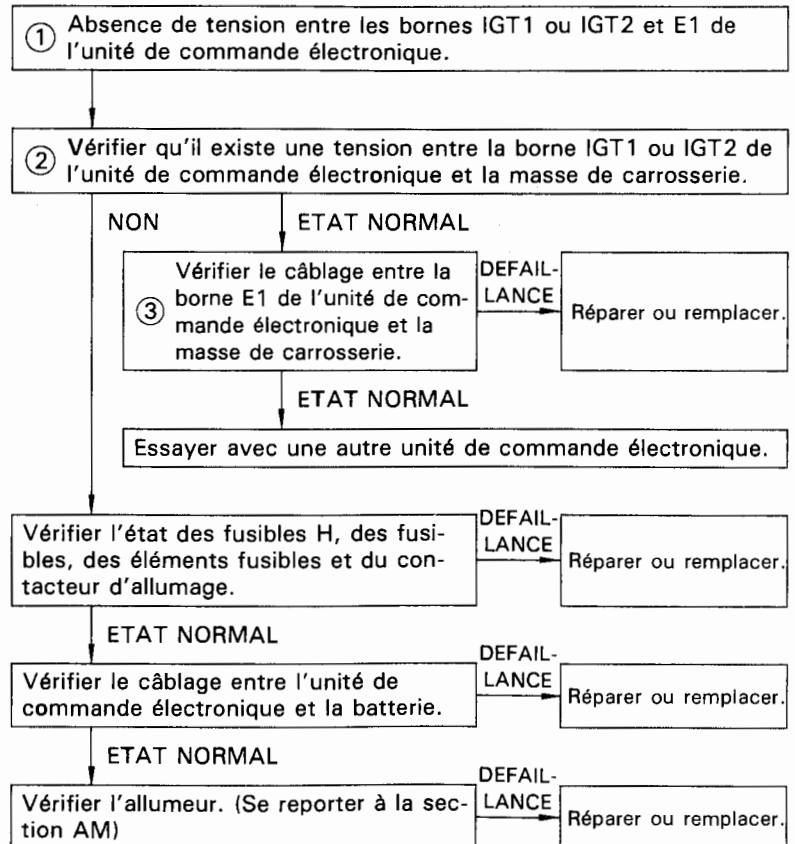 ① Absence de tension entre les bornes IGT1 ou IGT2 et E1 de
l'unité de commande électronique.
② Vérifier qu'il existe une tension entre la borne IGT1 ou IGT2 de
l'unité de commande électronique et la masse de carrosserie.
NON
ETAT NORMAL
③ Vérifier le câblage entre la
borne E1 de l'unité de com-
mande électronique et la
masse de carrosserie.
DEFAIL-
LANCE
Réparer ou remplacer.
ETAT NORMAL
Essayer avec une autre unité de commande électronique.
Vérifier l'état des fusibles H, des fusi-
bles, des éléments fusibles et du con-
tacteur d'allumage.
DEFAIL-
LANCE
Réparer ou remplacer.
ETAT NORMAL
Vérifier le câblage entre l'unité de
commande électronique et la batterie.
DEFAIL-
LANCE
Réparer ou remplacer.
ETAT NORMAL
Vérifier l'allumeur. (Se reporter à la sec-
tion AM)
DEFAIL-
LANCE
Réparer ou remplacer.